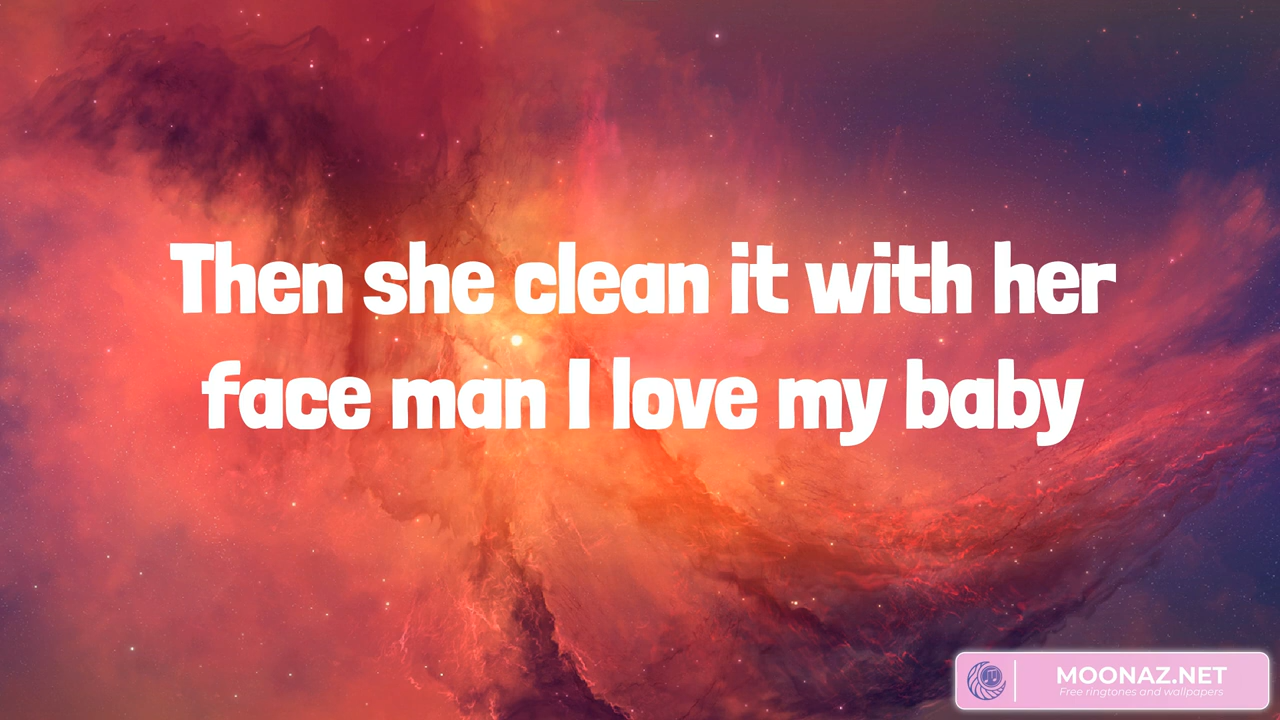 Then she clean it with her
face man I love my baby
MOONAZ.NET
Free ringtones and wallpapers